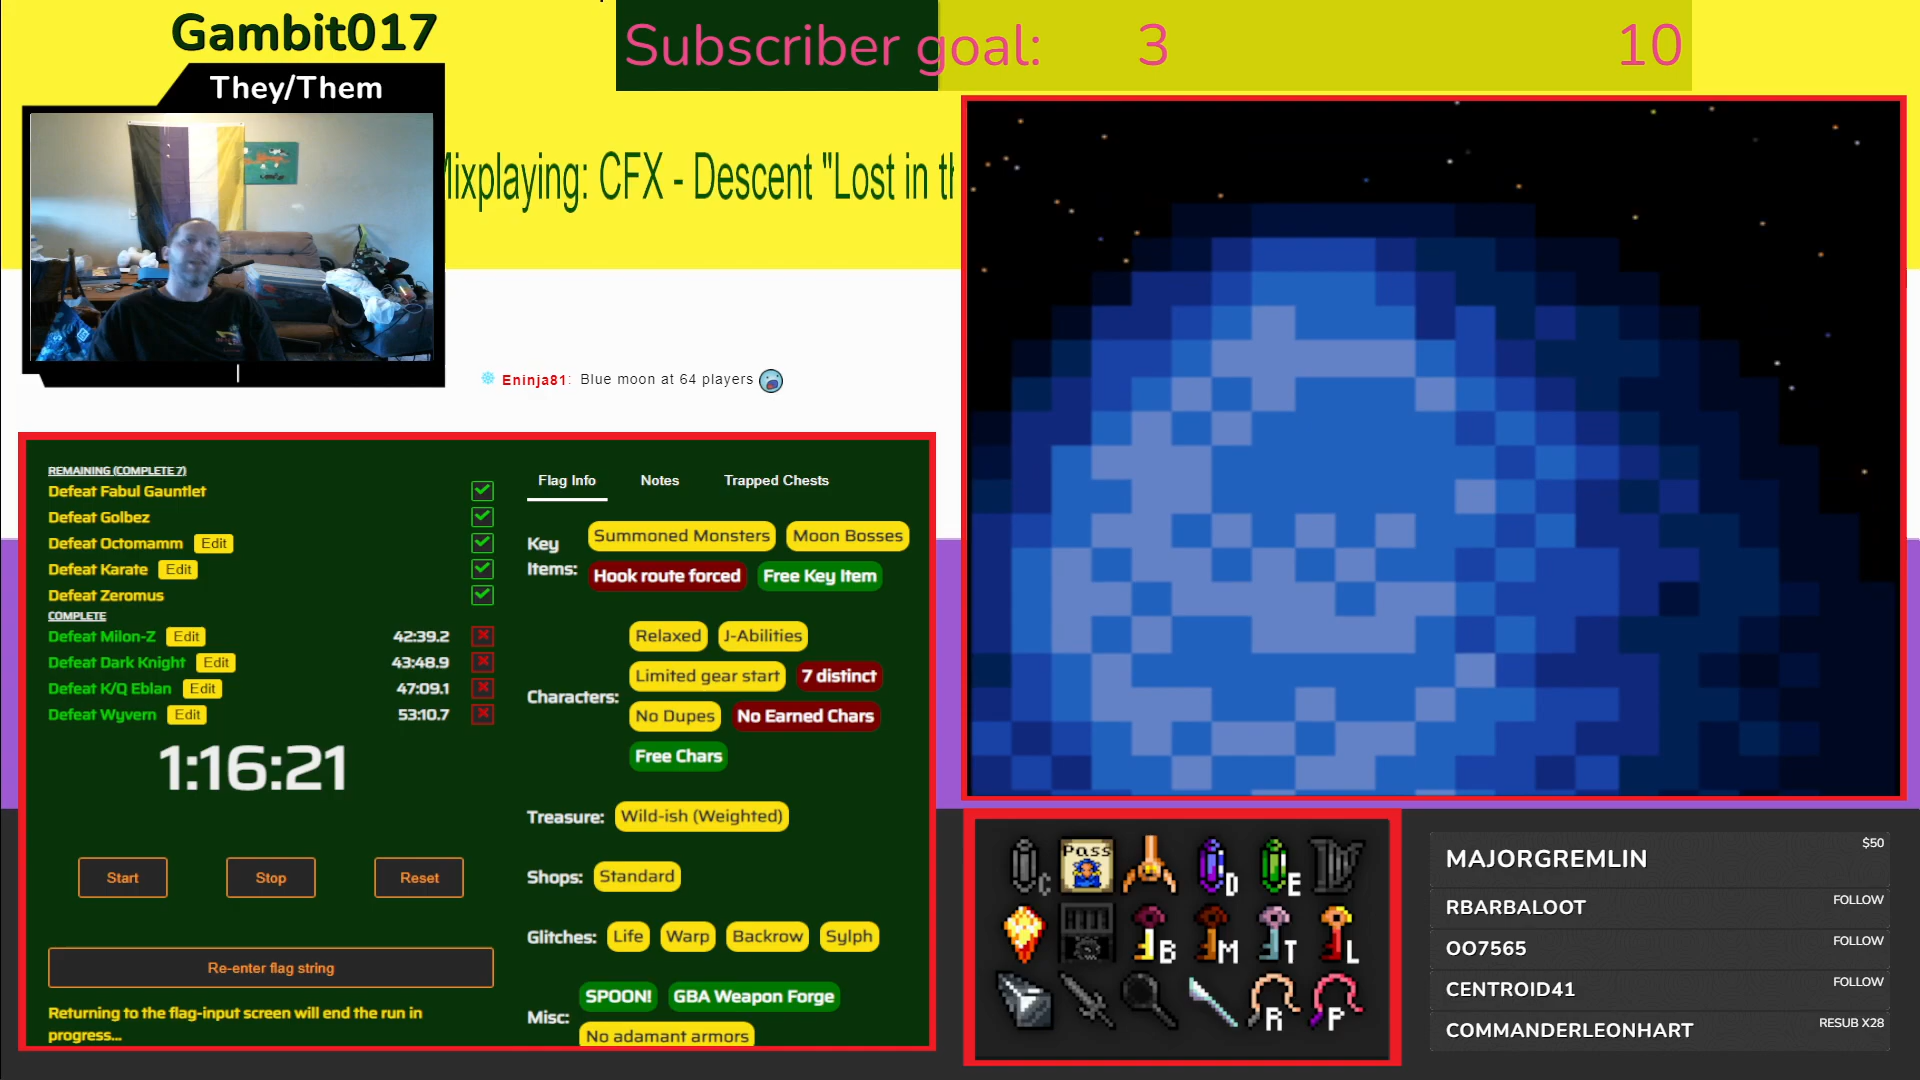 Gambit017
They/Them
Subscriber goal: 3 10
Mixplaying: CFX - Descent "Lost in th
Eninja81: Blue moon at 64 players
REMAINING (COMPLETE 7)
Defeat Fabul Gauntlet
Defeat Golbez
Defeat Octomamm Edit
Defeat Karate Edit
Defeat Zeromus
COMPLETE
Defeat Milon-Z Edit 42:39.2
Defeat Dark Knight Edit 43:48.9
Defeat K/Q Eblan Edit 47:09.1
Defeat Wyvern Edit 53:10.7
1:16:21
Start Stop Reset
Re-enter flag string
Returning to the flag-input screen will end the run in
progress...
Flag Info Notes Trapped Chests
Key Items: Summoned Monsters Moon Bosses
Hook route forced Free Key Item
Characters: Relaxed J-Abilities
Limited gear start 7 distinct
No Dupes No Earned Chars
Free Chars
Treasure: Wild-ish (Weighted)
Shops: Standard
Glitches: Life Warp Backrow Sylph
Misc: SPOON! GBA Weapon Forge
No adamant armors
C Pass D E
B M T L
R P
MAJORGREMLIN $50
RBARBALOOT FOLLOW
OO7565 FOLLOW
CENTROID41 FOLLOW
COMMANDERLEONHART RESUB X28